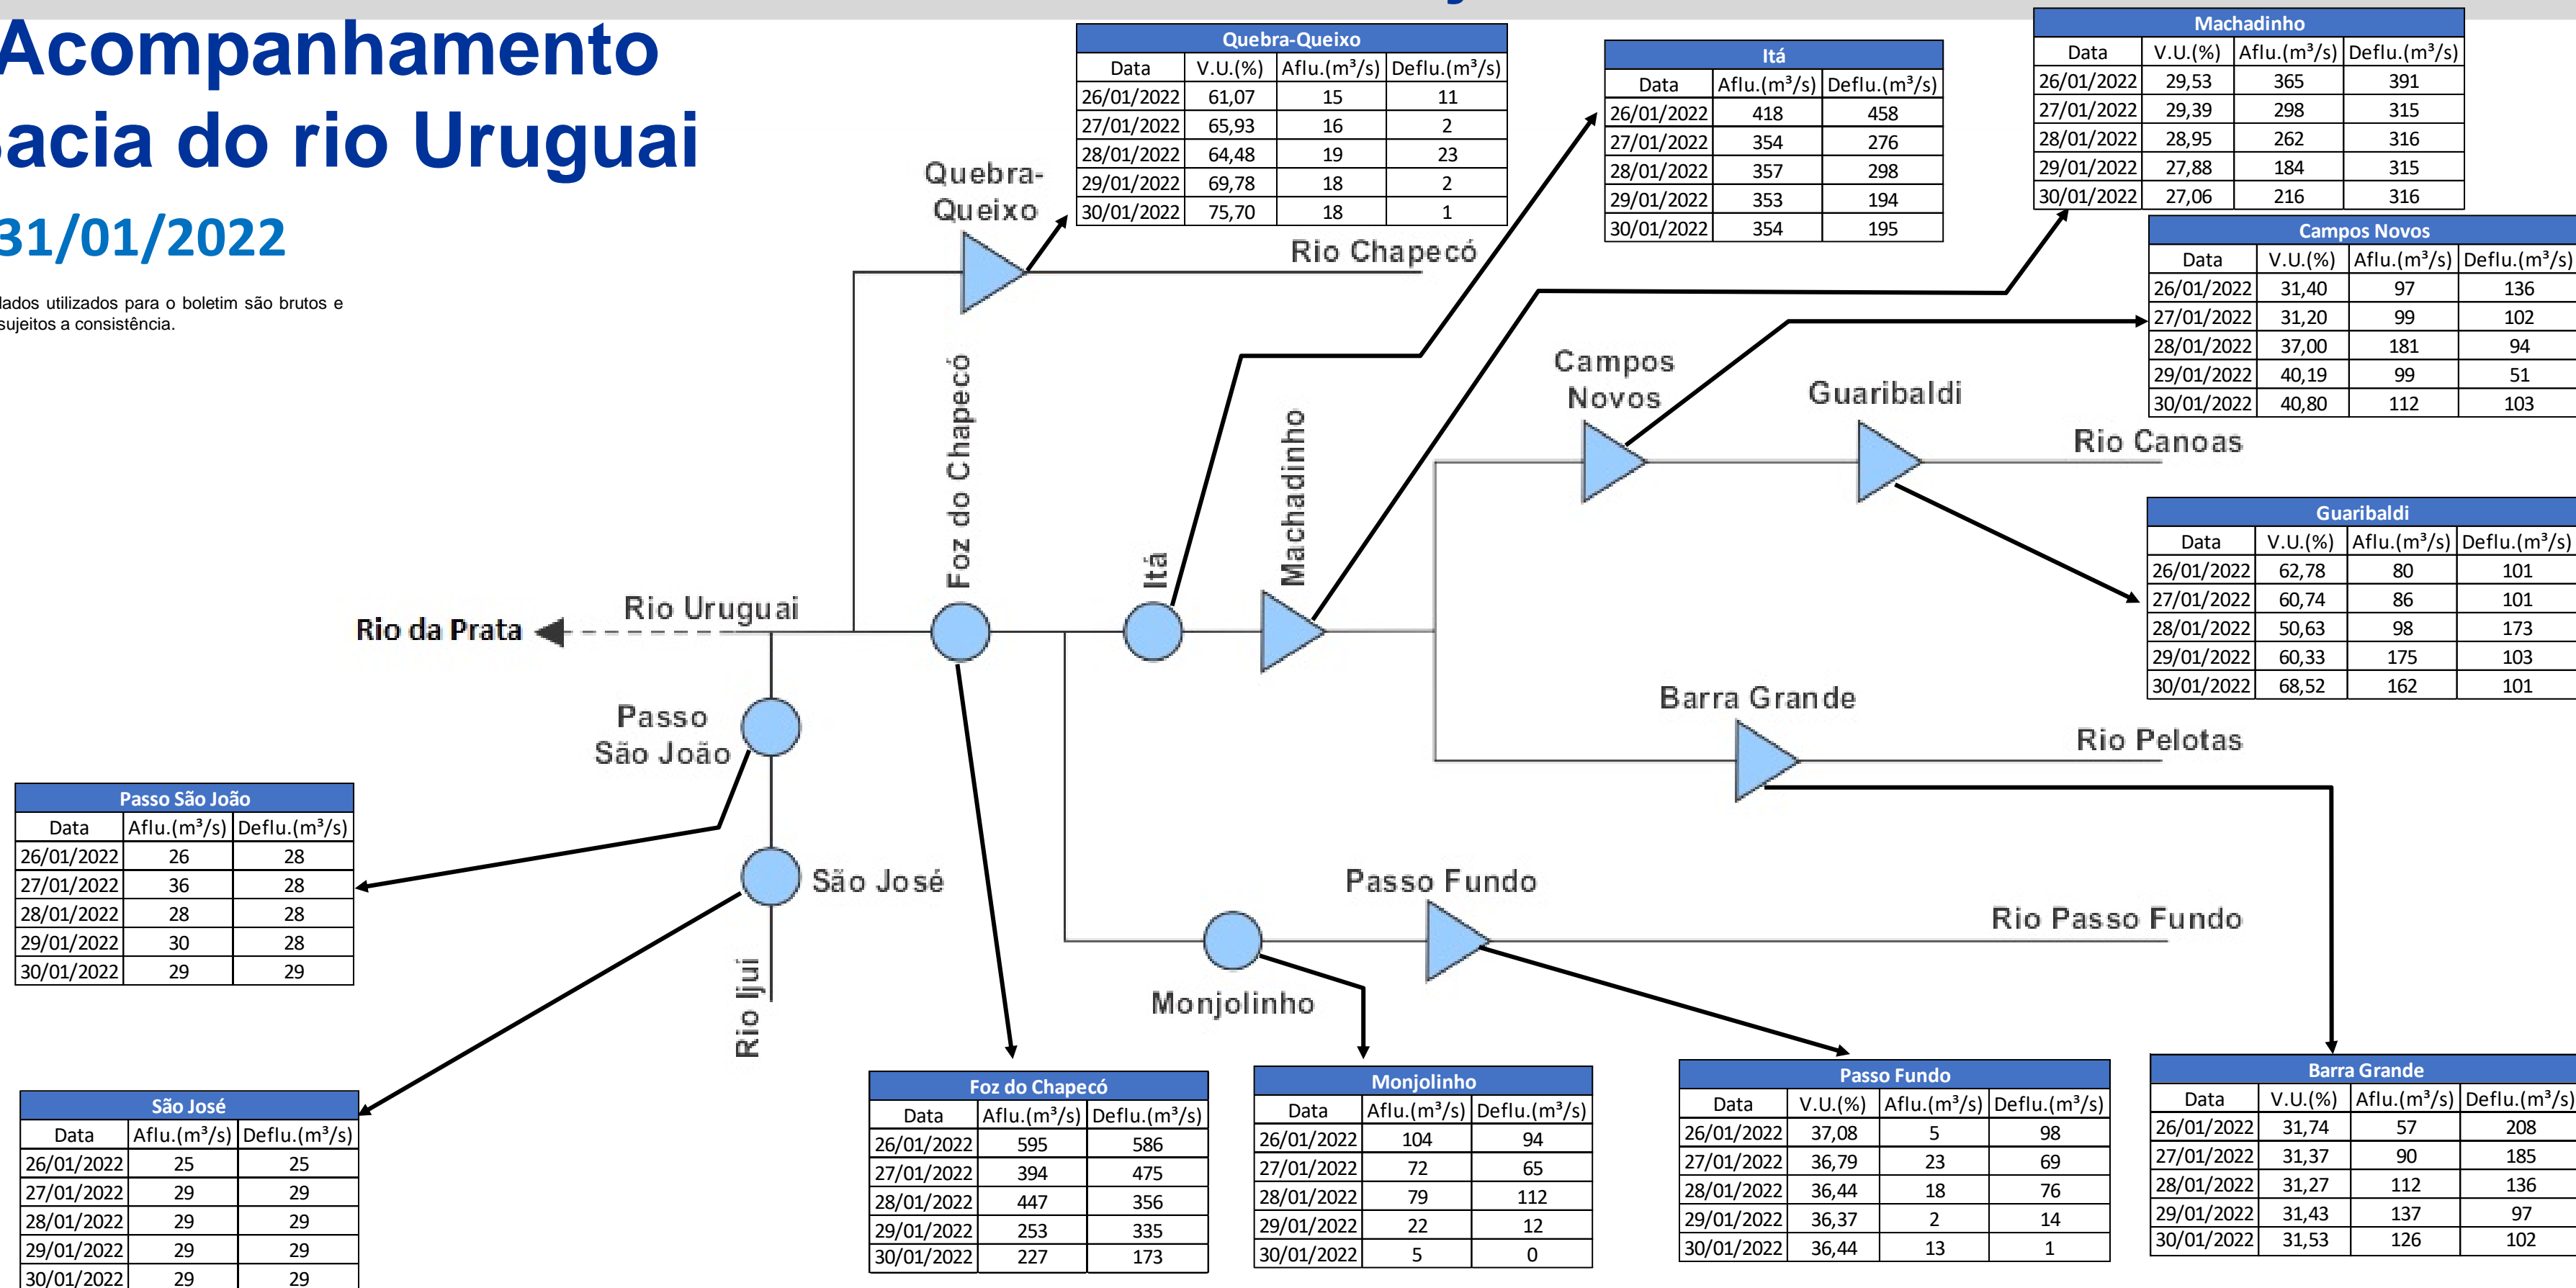 Acompanhamento
acia do rio Uruguai
31/01/2022
dados utilizados para o boletim são brutos e
sujeitos a consistência.
Quebra-Queixo
Data V.U.(%) Aflu.(m³/s) Deflu.(m³/s)
26/01/2022 61,07 15 11
27/01/2022 65,93 16 2
28/01/2022 64,48 19 23
29/01/2022 69,78 18 2
30/01/2022 75,70 18 1
Itá
Data Aflu.(m³/s) Deflu.(m³/s)
26/01/2022 418 458
27/01/2022 354 276
28/01/2022 357 298
29/01/2022 353 194
30/01/2022 354 195
Machadinho
Data V.U.(%) Aflu.(m³/s) Deflu.(m³/s)
26/01/2022 29,53 365 391
27/01/2022 29,39 298 315
28/01/2022 28,95 262 316
29/01/2022 27,88 184 315
30/01/2022 27,06 216 316
Campos Novos
Data V.U.(%) Aflu.(m³/s) Deflu.(m³/s)
26/01/2022 31,40 97 136
27/01/2022 31,20 99 102
28/01/2022 37,00 181 94
29/01/2022 40,19 99 51
30/01/2022 40,80 112 103
Quebra-
Queixo
Rio Chapecó
Foz do Chapecó
Itá
Machadinho
Campos
Novos
Guaribaldi
Rio Canoas
Guaribaldi
Data V.U.(%) Aflu.(m³/s) Deflu.(m³/s)
26/01/2022 62,78 80 101
27/01/2022 60,74 86 101
28/01/2022 50,63 98 173
29/01/2022 60,33 175 103
30/01/2022 68,52 162 101
Rio da Prata
Rio Uruguai
Passo
São João
Barra Grande
Rio Pelotas
Passo São João
Data Aflu.(m³/s) Deflu.(m³/s)
26/01/2022 26 28
27/01/2022 36 28
28/01/2022 28 28
29/01/2022 30 28
30/01/2022 29 29
São José
Rio Ijuí
Passo Fundo
Rio Passo Fundo
Monjolinho
São José
Data Aflu.(m³/s) Deflu.(m³/s)
26/01/2022 25 25
27/01/2022 29 29
28/01/2022 29 29
29/01/2022 29 29
30/01/2022 29 29
Foz do Chapecó
Data Aflu.(m³/s) Deflu.(m³/s)
26/01/2022 595 586
27/01/2022 394 475
28/01/2022 447 356
29/01/2022 253 335
30/01/2022 227 173
Monjolinho
Data Aflu.(m³/s) Deflu.(m³/s)
26/01/2022 104 94
27/01/2022 72 65
28/01/2022 79 112
29/01/2022 22 12
30/01/2022 5 0
Passo Fundo
Data V.U.(%) Aflu.(m³/s) Deflu.(m³/s)
26/01/2022 37,08 5 98
27/01/2022 36,79 23 69
28/01/2022 36,44 18 76
29/01/2022 36,37 2 14
30/01/2022 36,44 13 1
Barra Grande
Data V.U.(%) Aflu.(m³/s) Deflu.(m³/s)
26/01/2022 31,74 57 208
27/01/2022 31,37 90 185
28/01/2022 31,27 112 136
29/01/2022 31,43 137 97
30/01/2022 31,53 126 102